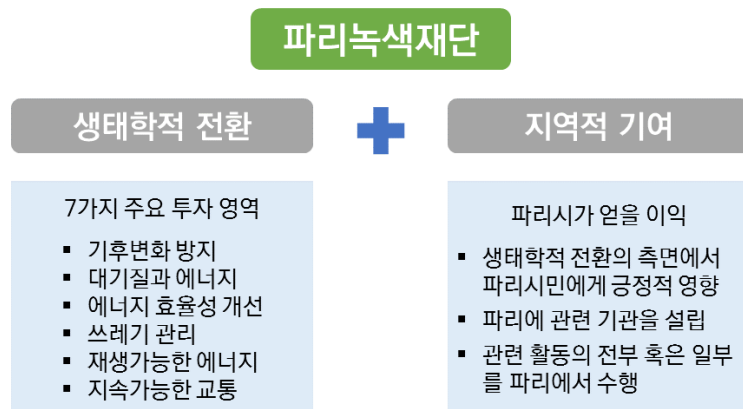 파리녹색재단
생태학적 전환
지역적 기여
7가지 주요 투자 영역
▪ 기후변화 방지
▪ 대기질과 에너지
▪ 에너지 효율성 개선
▪ 쓰레기 관리
▪ 재생가능한 에너지
▪ 지속가능한 교통
파리시가 얻을 이익
▪ 생태학적 전환의 측면에서
파리시민에게 긍정적 영향
▪ 파리에 관련 기관을 설립
▪ 관련 활동의 전부 혹은 일부
를 파리에서 수행